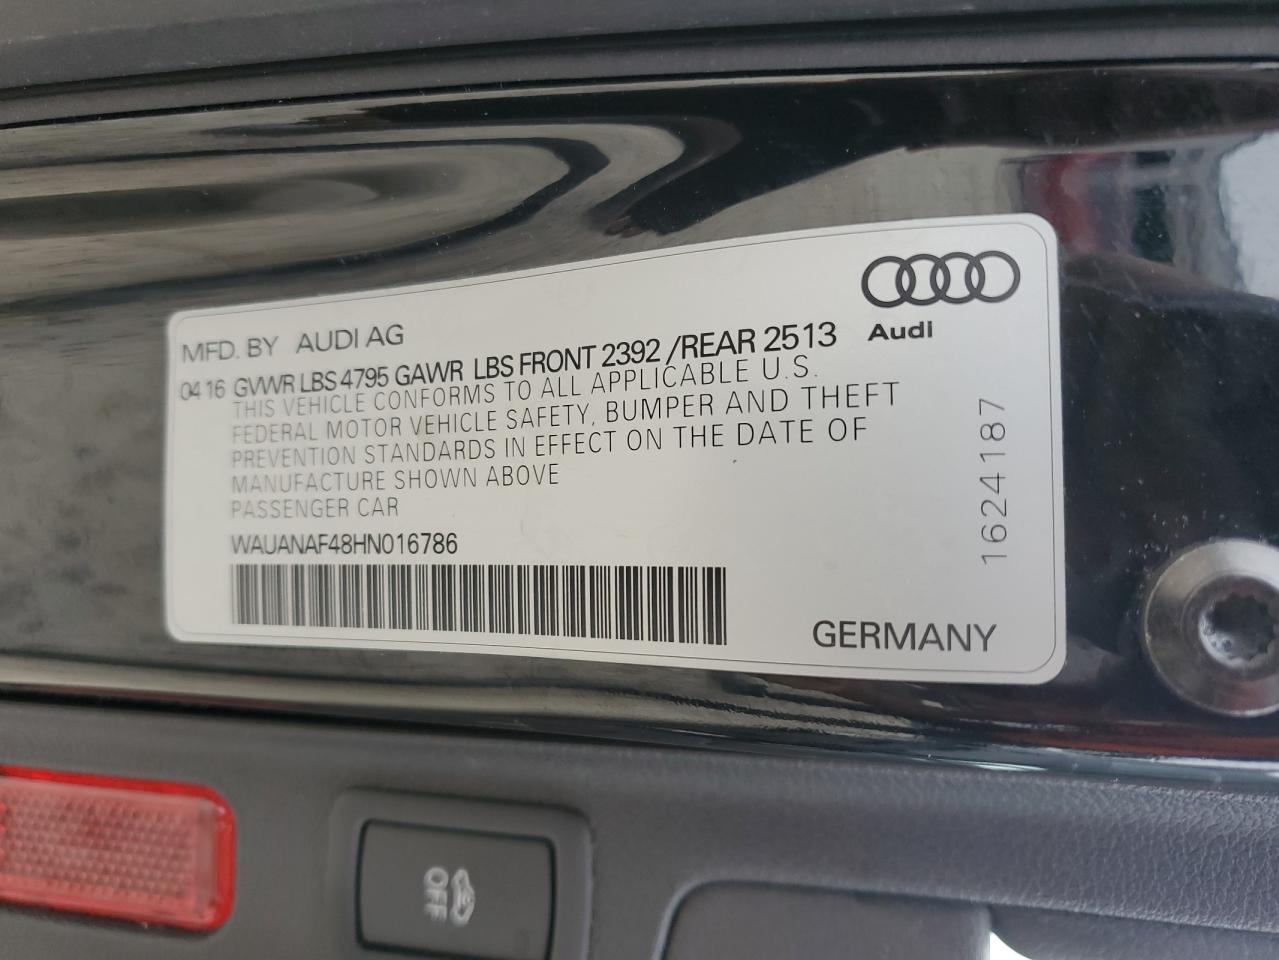 Audi
MFD. BY AUDI AG
04 16 GVWR LBS 4795 GAWR LBS FRONT 2392 /REAR 2513
THIS VEHICLE CONFORMS TO ALL APPLICABLE U.S.
FEDERAL MOTOR VEHICLE SAFETY, BUMPER AND THEFT
PREVENTION STANDARDS IN EFFECT ON THE DATE OF
MANUFACTURE SHOWN ABOVE
PASSENGER CAR
WAUANAF48HN016786
16241187
GERMANY
OFF